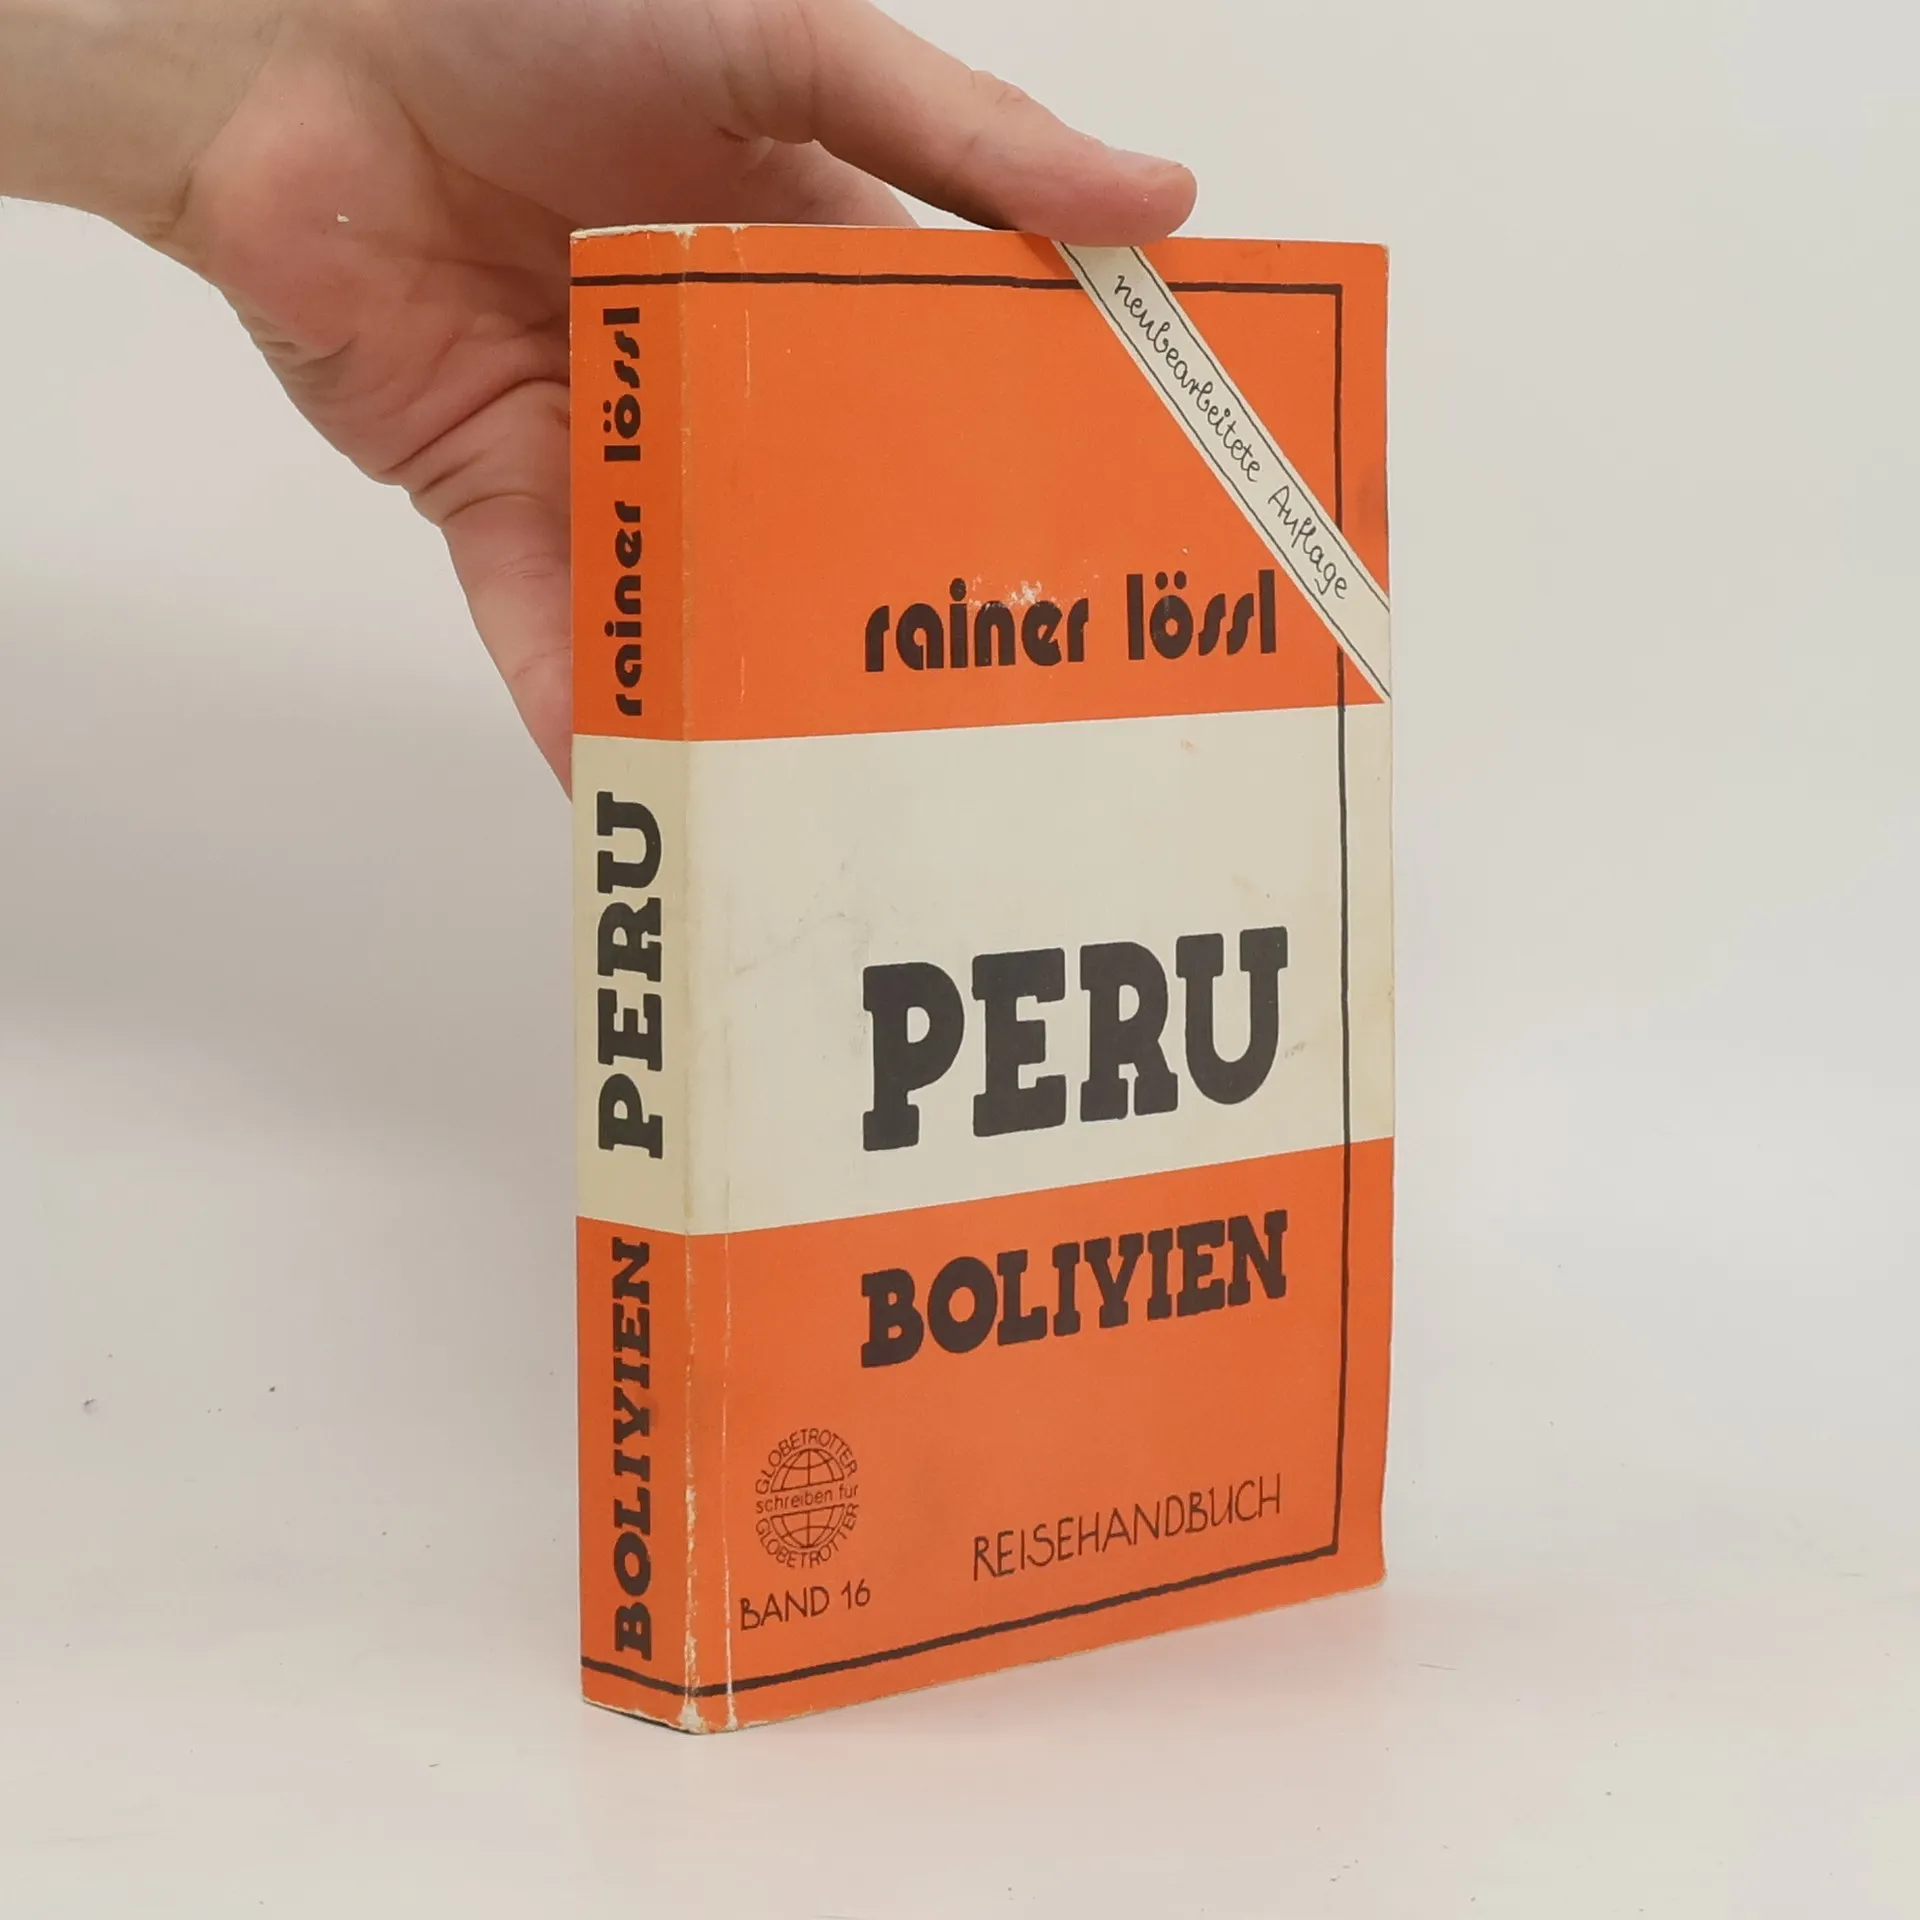 rainer lössl
PERU
BOLIVIEN
neubearbeitete Auflage
rainer lössl
PERU
BOLIVIEN
GLOBETROTTER
schreiben für
GLOBETROTTER
BAND 16
REISEHANDBUCH